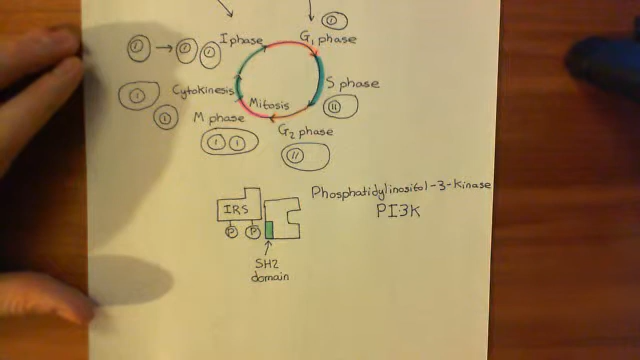 I phase
G1 phase
Cytokinesis
S phase
Mitosis
M phase
G2 phase
Phosphatidylinositol-3-kinase
PI3K
IRS
P P
SH2
domain